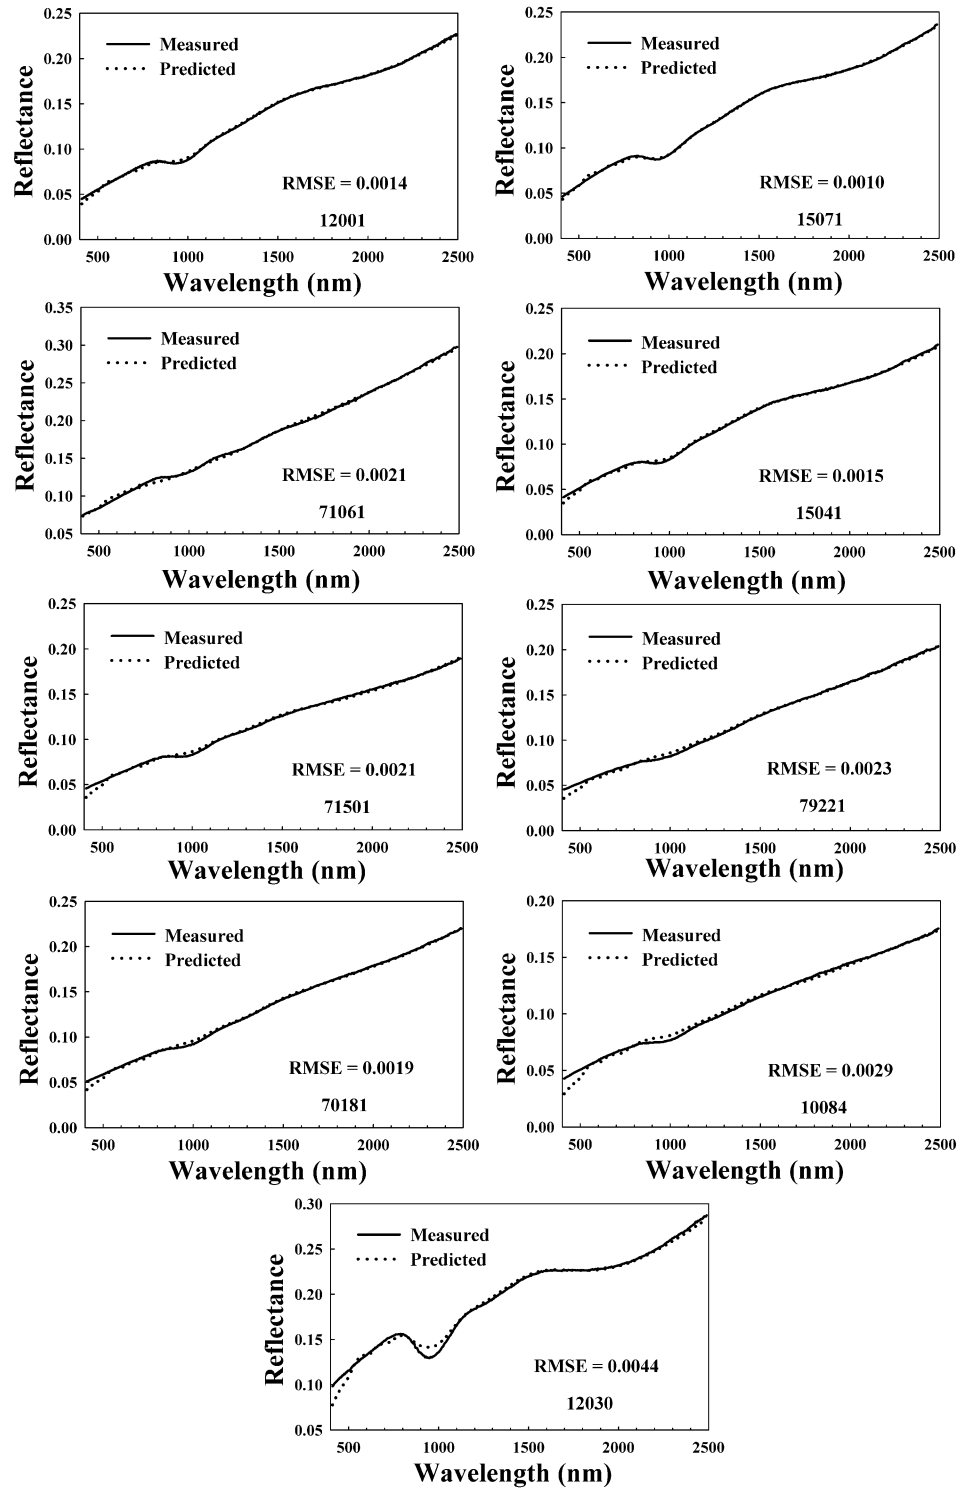 0.25
0.20
0.15
0.10
0.05
0.00
Reflectance
Measured
Predicted
RMSE = 0.0014
12001
500 1000 1500 2000 2500
Wavelength (nm)
0.25
0.20
0.15
0.10
0.05
0.00
Reflectance
Measured
Predicted
RMSE = 0.0010
15071
500 1000 1500 2000 2500
Wavelength (nm)
0.35
0.30
0.25
0.20
0.15
0.10
0.05
Reflectance
Measured
Predicted
RMSE = 0.0021
71061
500 1000 1500 2000 2500
Wavelength (nm)
0.25
0.20
0.15
0.10
0.05
0.00
Reflectance
Measured
Predicted
RMSE = 0.0015
15041
500 1000 1500 2000 2500
Wavelength (nm)
0.25
0.20
0.15
0.10
0.05
0.00
Reflectance
Measured
Predicted
RMSE = 0.0021
71501
500 1000 1500 2000 2500
Wavelength (nm)
0.25
0.20
0.15
0.10
0.05
0.00
Reflectance
Measured
Predicted
RMSE = 0.0023
79221
500 1000 1500 2000 2500
Wavelength (nm)
0.25
0.20
0.15
0.10
0.05
0.00
Reflectance
Measured
Predicted
RMSE = 0.0019
70181
500 1000 1500 2000 2500
Wavelength (nm)
0.20
0.15
0.10
0.05
0.00
Reflectance
Measured
Predicted
RMSE = 0.0029
10084
500 1000 1500 2000 2500
Wavelength (nm)
0.30
0.25
0.20
0.15
0.10
0.05
Reflectance
Measured
Predicted
RMSE = 0.0044
12030
500 1000 1500 2000 2500
Wavelength (nm)